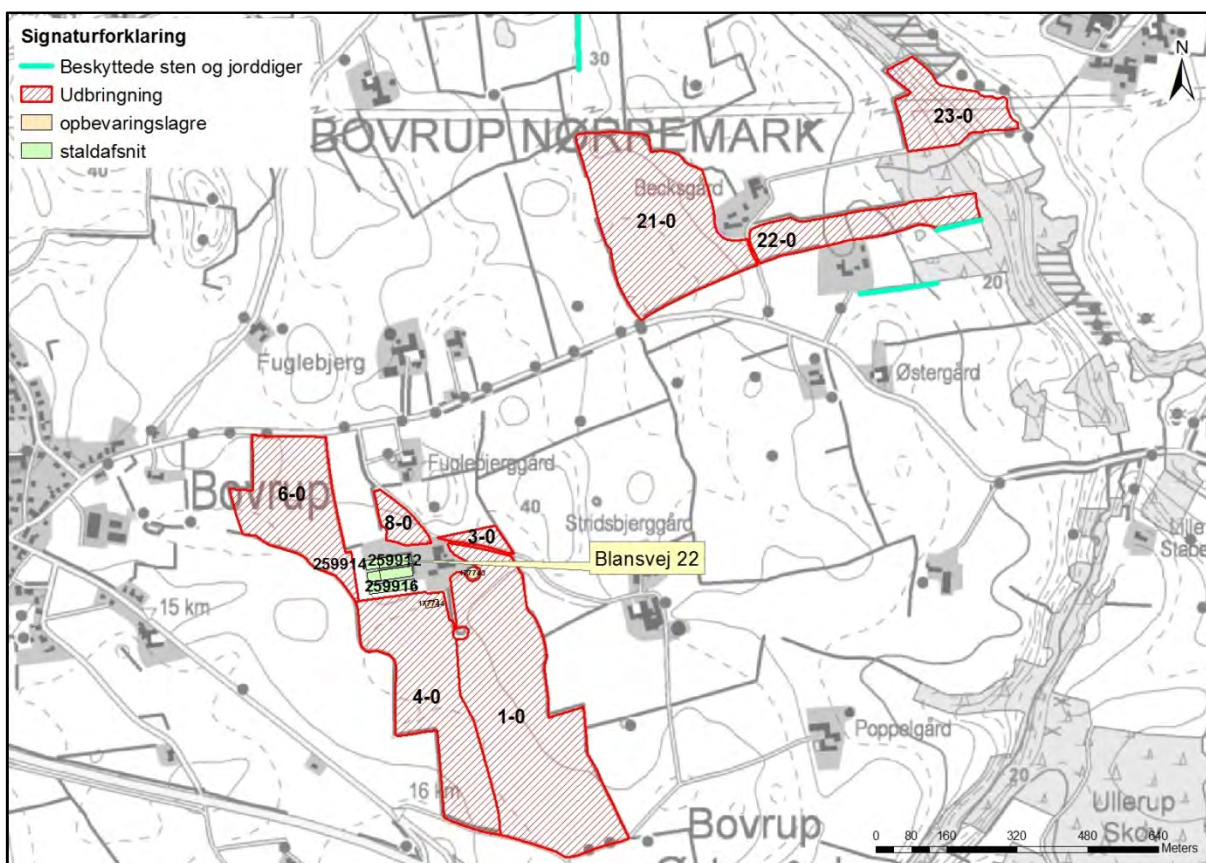 Signaturforklaring
Beskyttede sten og jorddiger
Udbringning
opbevaringslagre
staldafsnit
N
30
40
BOVRUP NØRREMARK
23-0
Becksgård
21-0
22-0
20
Fuglebjerg
Østergård
Fuglebjerggård
Bovrup
6-0
8-0
40
Stridsbjerggård
3-0
259914
259912
259916
Blansvej 22
15 km
4-0
1-0
Poppelgård
16 km
20
Bovrup
Ullerup
Skov
0 80 160 320 480 640
Meters